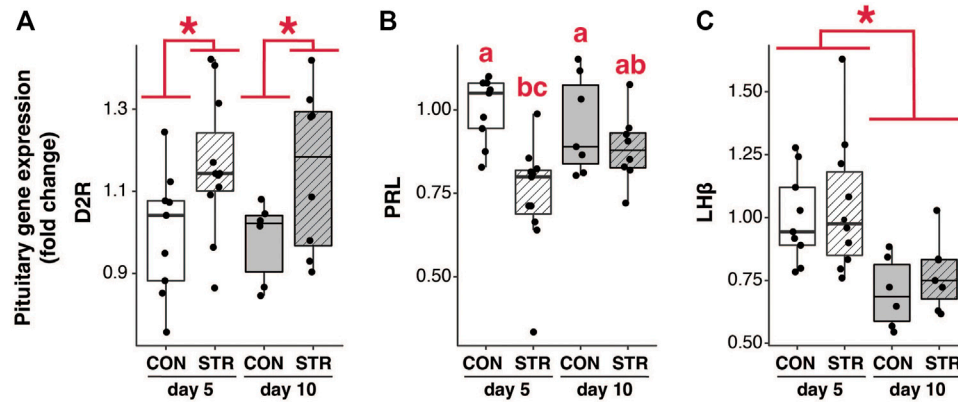 A
Pituitary gene expression
(fold change)
D2R
1.3
1.1
0.9
*
*
CON STR CON STR
day 5 day 10
B
PRL
1.00
0.75
0.50
a
bc
a
ab
CON STR CON STR
day 5 day 10
C
LHβ
1.50
1.25
1.00
0.75
0.50
*
CON STR CON STR
day 5 day 10